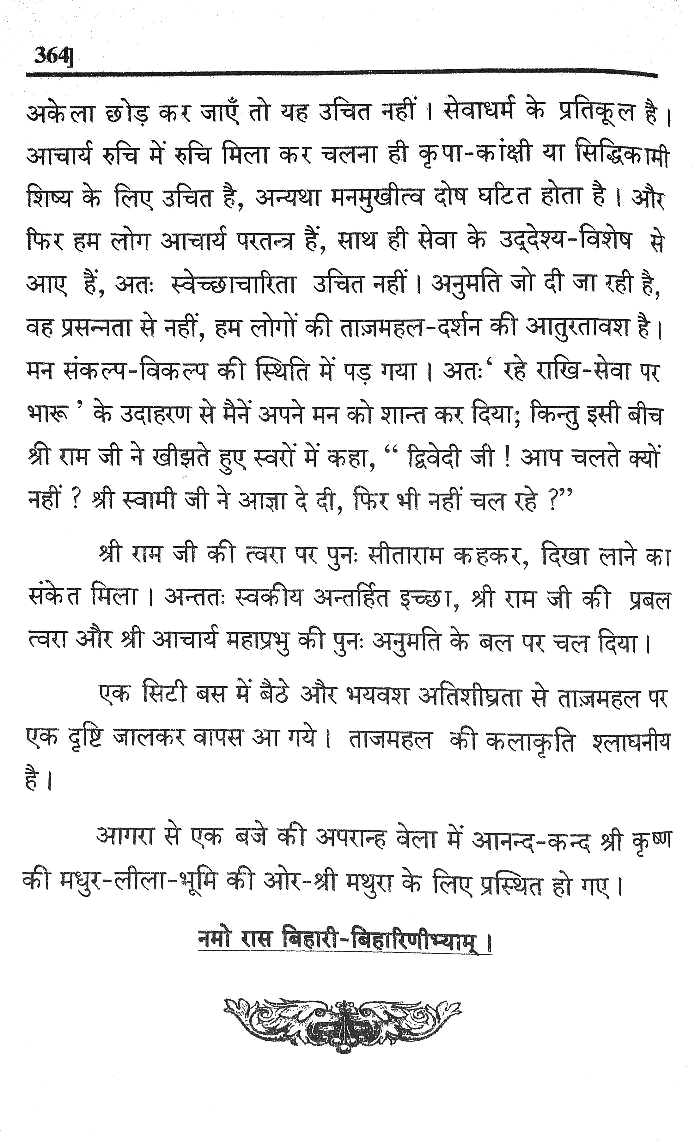 364]
अकेला छोड़ कर जाएँ तो यह उचित नहीं । सेवाधर्म के प्रतिकूल है।
आचार्य रुचि में रुचि मिला कर चलना ही कृपा-कांक्षी या सिद्धिकामी
शिष्य के लिए उचित है, अन्यथा मनमुखीत्व दोष घटित होता है । और
फिर हम लोग आचार्य परतन्त्र हैं, साथ ही सेवा के उद्देश्य-विशेष से
आए हैं, अतः स्वेच्छाचारिता उचित नहीं । अनुमति जो दी जा रही है,
वह प्रसन्नता से नहीं, हम लोगों की ताज़महल-दर्शन की आतुरतावश है।
मन संकल्प-विकल्प की स्थिति में पड़ गया । अतः‘ रहे राखि-सेवा पर
भारू ’ के उदाहरण से मैनें अपने मन को शान्त कर दिया; किन्तु इसी बीच
श्री राम जी ने खीझते हुए स्वरों में कहा, “ द्विवेदी जी ! आप चलते क्यों
नहीं ? श्री स्वामी जी ने आज्ञा दे दी, फिर भी नहीं चल रहे ?”
श्री राम जी की त्वरा पर पुनः सीताराम कहकर, दिखा लाने का
संकेत मिला । अन्ततः स्वकीय अन्तर्हित इच्छा, श्री राम जी की प्रबल
त्वरा और श्री आचार्य महाप्रभु की पुनः अनुमति के बल पर चल दिया।
एक सिटी बस में बैठे और भयवश अतिशीघ्रता से ताज़महल पर
एक दृष्टि जालकर वापस आ गये । ताजमहल की कलाकृति श्लाघनीय
है।
आगरा से एक बजे की अपरान्ह वेला में आनन्द-कन्द श्री कृष्ण
की मधुर-लीला-भूमि की ओर-श्री मथुरा के लिए प्रस्थित हो गए।
नमो रास बिहारी-बिहारिणीभ्याम् ।